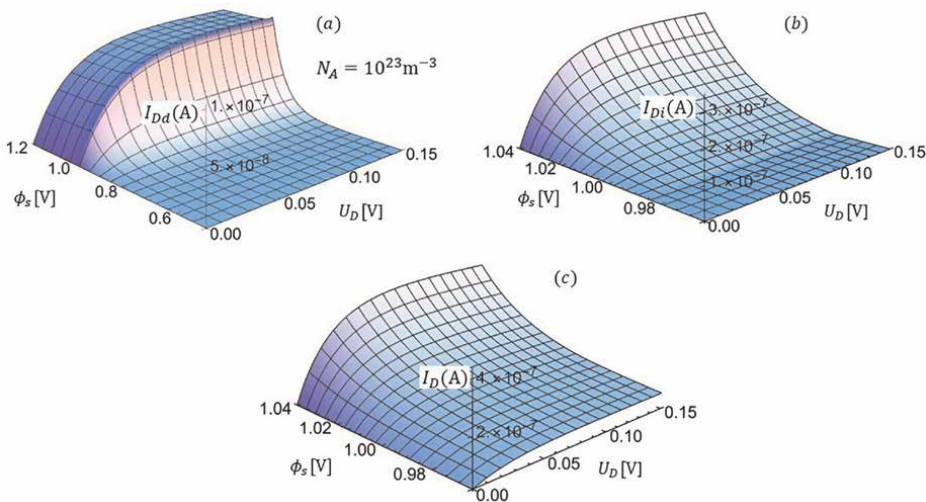 (a)
N_A = 10²³m⁻³
I_Dd(A)
1.×10⁻⁷
5.×10⁻⁸
1.2
1.0
0.8
0.6
ϕ_s[V]
0.15
0.10
0.05
0.00
U_D[V]
(b)
I_Di(A)
3.×10⁻⁷
2.×10⁻⁷
1.×10⁻⁷
1.04
1.02
1.00
0.98
ϕ_s[V]
0.15
0.10
0.05
0.00
U_D[V]
(c)
I_D(A)
4.×10⁻⁷
2.×10⁻⁷
1.04
1.02
1.00
0.98
ϕ_s[V]
0.15
0.10
0.05
0.00
U_D[V]